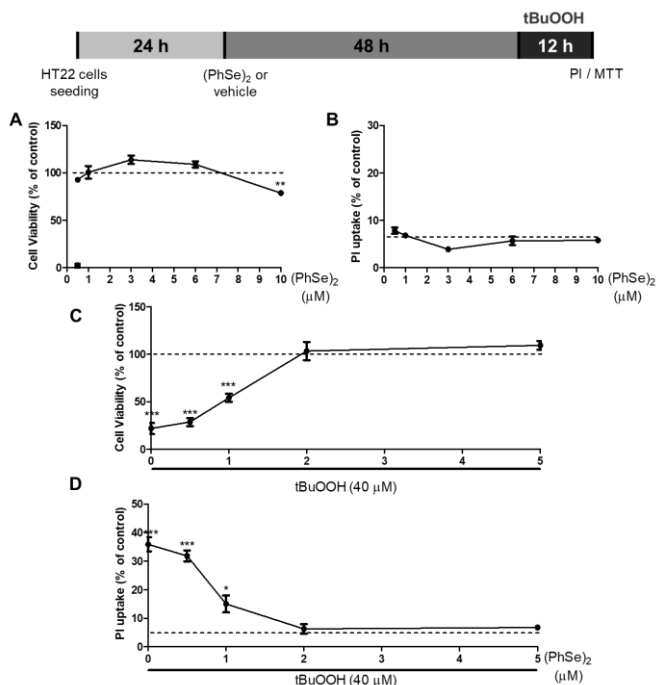 tBuOOH
24 h 48 h 12 h
HT22 cells
seeding
(PhSe)2 or
vehicle
PI / MTT
A
Cell Viability (% of control)
150
100
50
0
**
0 1 2 3 4 5 6 7 8 9 10 (PhSe)2
(μM)
B
PI uptake (% of control)
30
20
10
0
0 1 2 3 4 5 6 7 8 9 10 (PhSe)2
(μM)
C
Cell Viability (% of control)
150
100
50
0
***
***
***
0 1 2 3 4 5
tBuOOH (40 μM)
D
PI uptake (% of control)
50
40
30
20
10
0
***
***
*
0 1 2 3 4 5 (PhSe)2
(μM)
tBuOOH (40 μM)